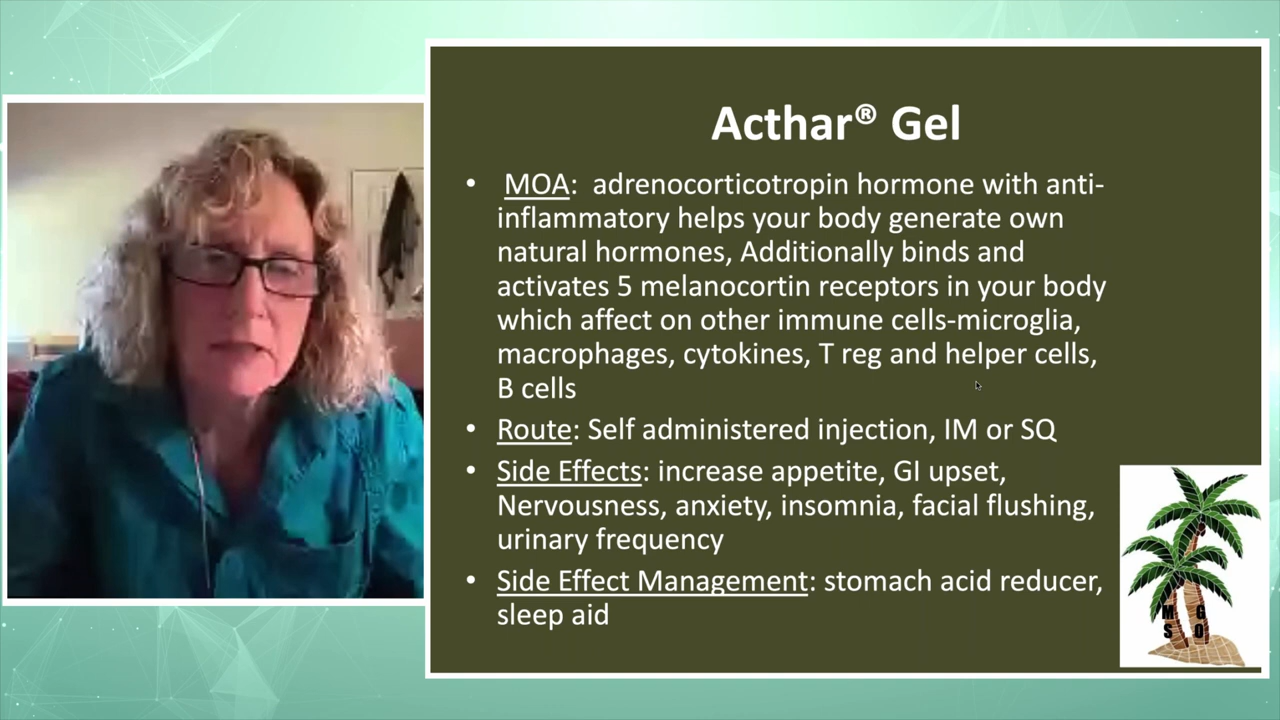 Acthar® Gel
• MOA: adrenocorticotropin hormone with anti-
inflammatory helps your body generate own
natural hormones, Additionally binds and
activates 5 melanocortin receptors in your body
which affect on other immune cells-microglia,
macrophages, cytokines, T reg and helper cells,
B cells
• Route: Self administered injection, IM or SQ
• Side Effects: increase appetite, GI upset,
Nervousness, anxiety, insomnia, facial flushing,
urinary frequency
• Side Effect Management: stomach acid reducer,
sleep aid
M G
S O